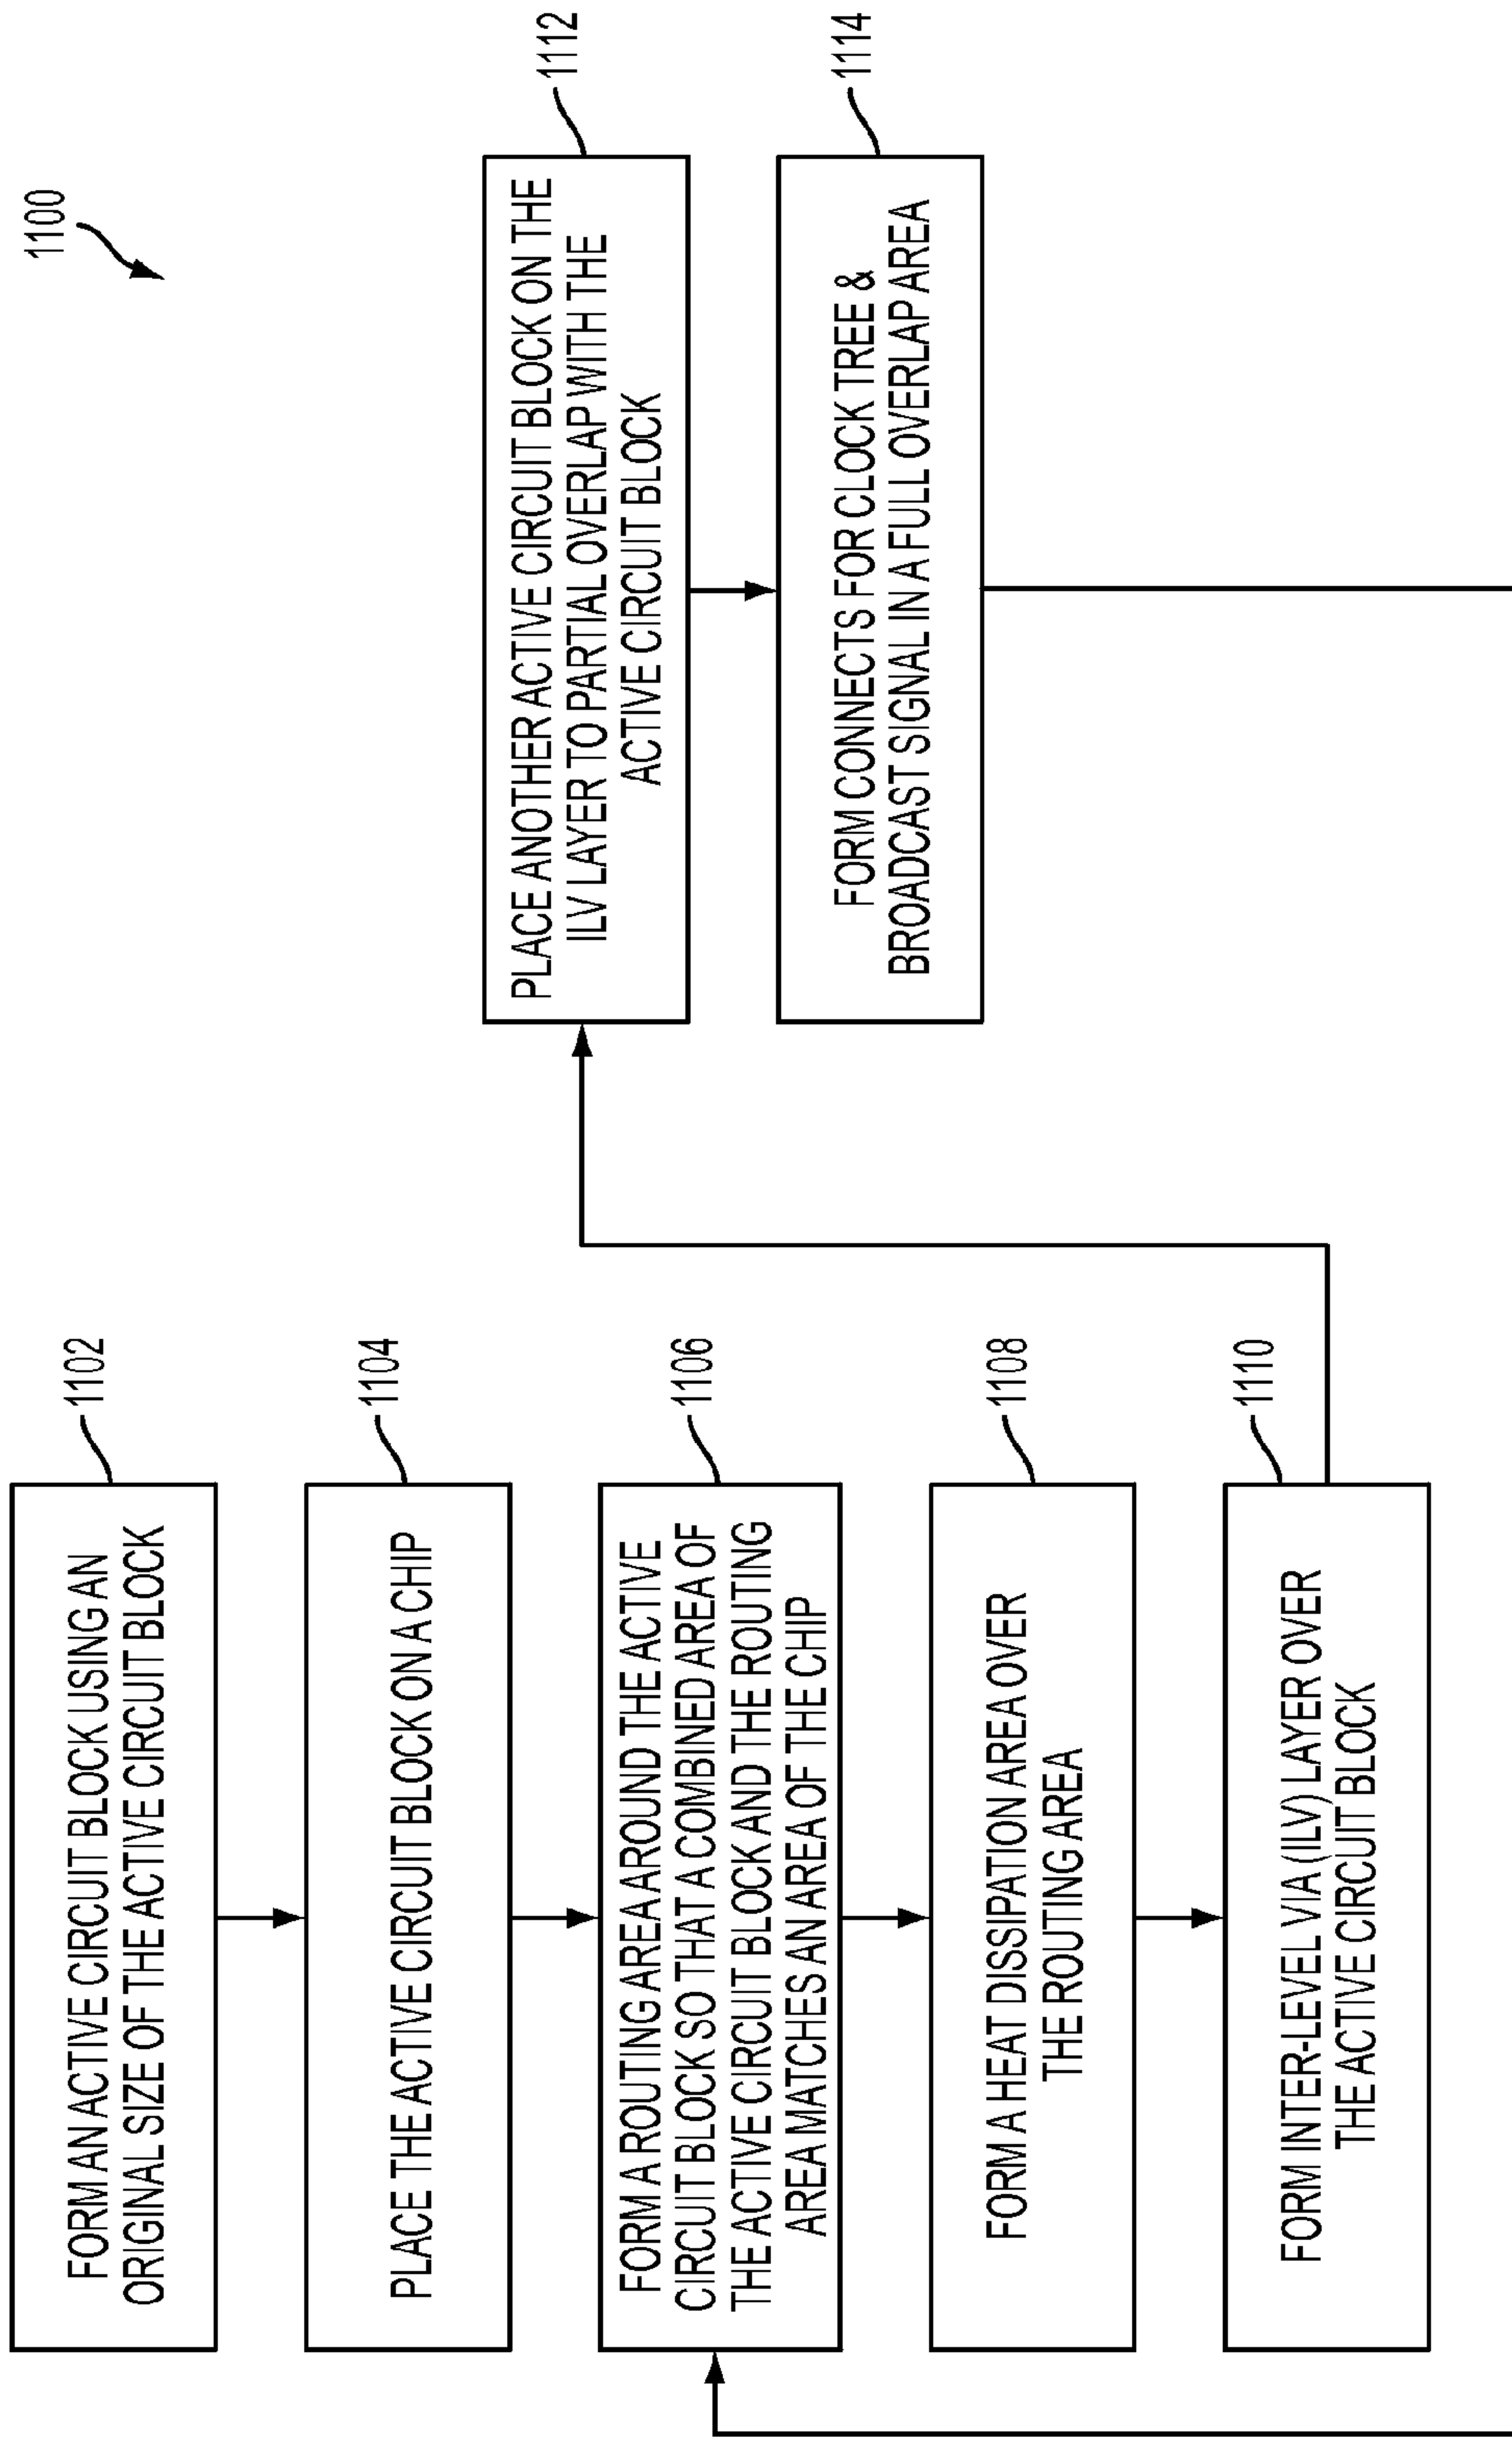 1100
FORM AN ACTIVE CIRCUIT BLOCK USING AN
ORIGINAL SIZE OF THE ACTIVE CIRCUIT BLOCK
1102
PLACE THE ACTIVE CIRCUIT BLOCK ON A CHIP
1104
FORM A ROUTING AREA AROUND THE ACTIVE
CIRCUIT BLOCK SO THAT A COMBINED AREA OF
THE ACTIVE CIRCUIT BLOCK AND THE ROUTING
AREA MATCHES AN AREA OF THE CHIP
1106
FORM A HEAT DISSIPATION AREA OVER
THE ROUTING AREA
1108
FORM INTER-LEVEL VIA (ILV) LAYER OVER
THE ACTIVE CIRCUIT BLOCK
1110
PLACE ANOTHER ACTIVE CIRCUIT BLOCK ON THE
ILV LAYER TO PARTIAL OVERLAP WITH THE
ACTIVE CIRCUIT BLOCK
1112
FORM CONNECTS FOR CLOCK TREE &
BROADCAST SIGNAL IN A FULL OVERLAP AREA
1114